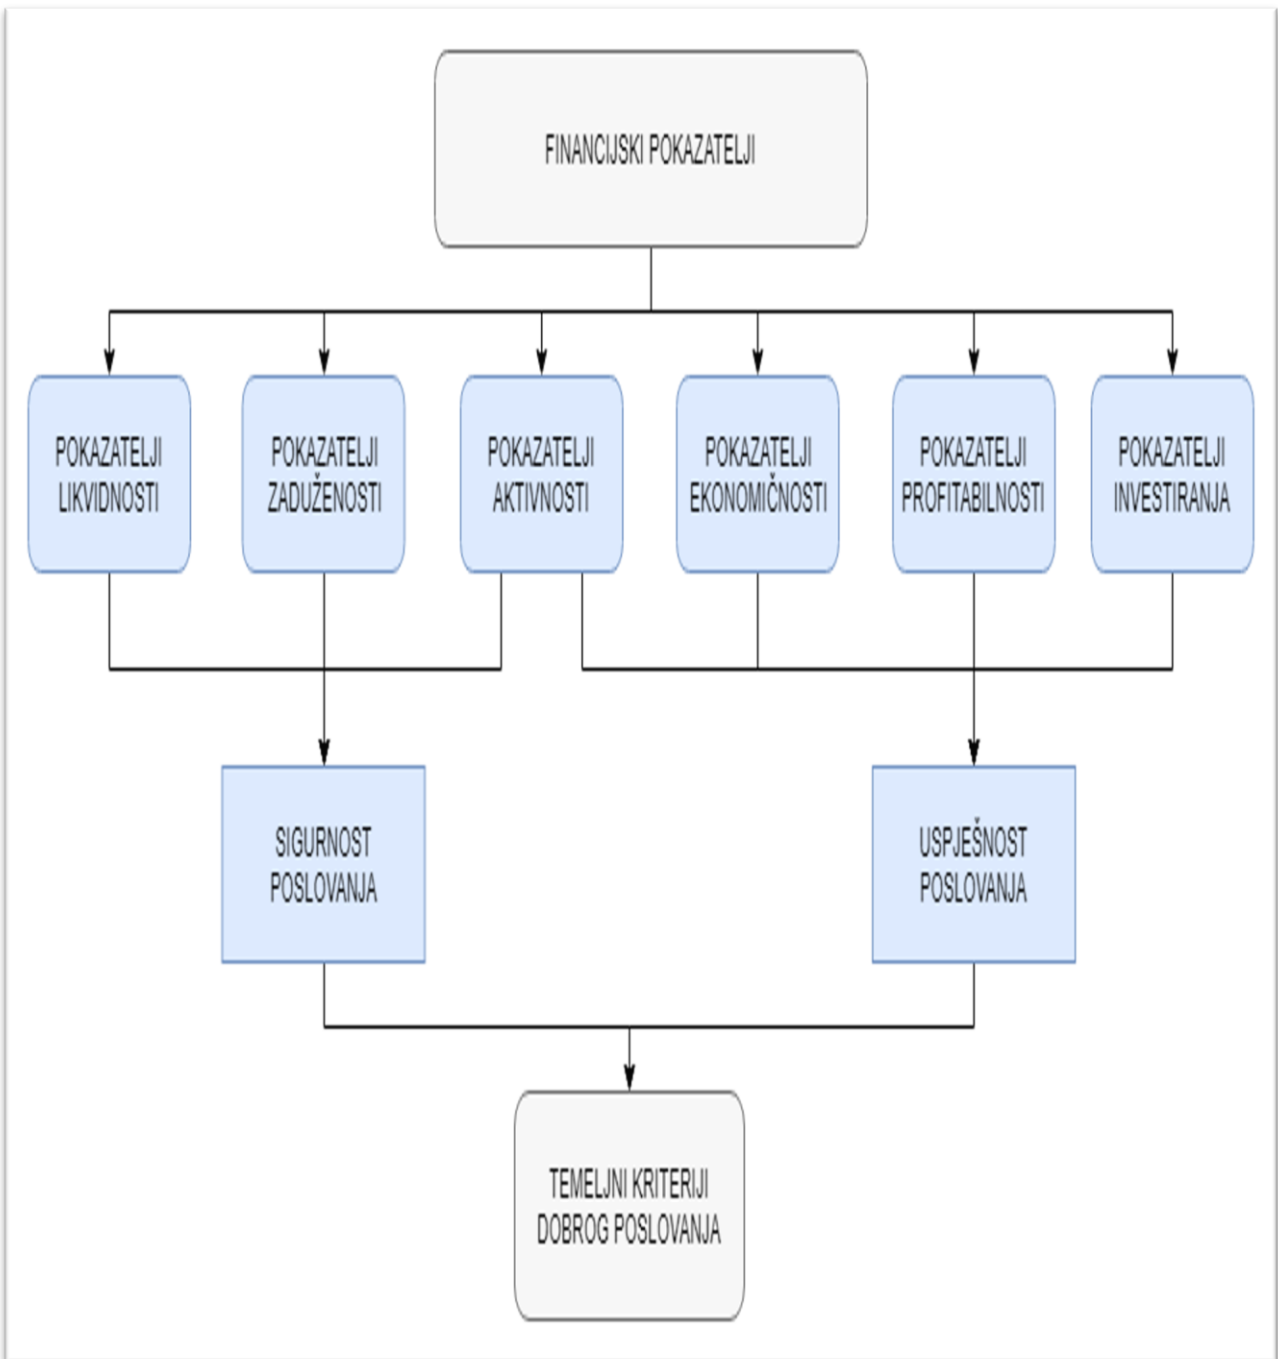 FINANCIJSKI POKAZATELJI
POKAZATELJI
LIKVIDNOSTI
POKAZATELJI
ZADUŽENOSTI
POKAZATELJI
AKTIVNOSTI
POKAZATELJI
EKONOMIČNOSTI
POKAZATELJI
PROFITABILNOSTI
POKAZATELJI
INVESTIRANJA
SIGURNOST
POSLOVANJA
USPJEŠNOST
POSLOVANJA
TEMELJNI KRITERIJI
DOBROG POSLOVANJA